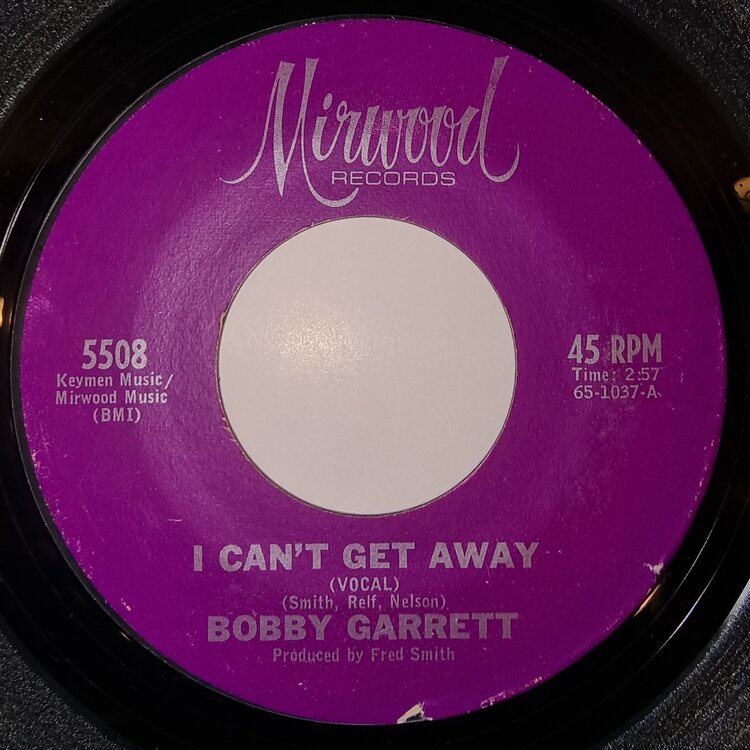 Mirwood
RECORDS
5508
Keymen Music/
Mirwood Music
(BMI)
45 RPM
Time: 2:57
65-1037-A
I CAN'T GET AWAY
(VOCAL)
(Smith, Relf, Nelson)
BOBBY GARRETT
Produced by Fred Smith